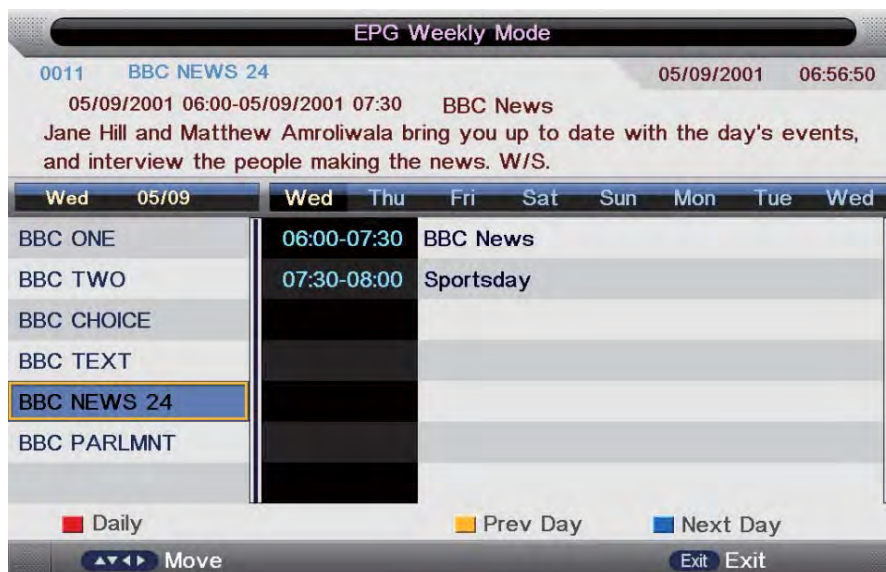 EPG Weekly Mode
0011 BBC NEWS 24 05/09/2001 06:56:50
05/09/2001 06:00-05/09/2001 07:30 BBC News
Jane Hill and Matthew Amroliwala bring you up to date with the day's events,
and interview the people making the news. W/S.
Wed 05/09 Wed Thu Fri Sat Sun Mon Tue Wed
BBC ONE 06:00-07:30 BBC News
BBC TWO 07:30-08:00 Sportsday
BBC CHOICE
BBC TEXT
BBC NEWS 24
BBC PARLMNT
Daily Prev Day Next Day
Move Exit Exit